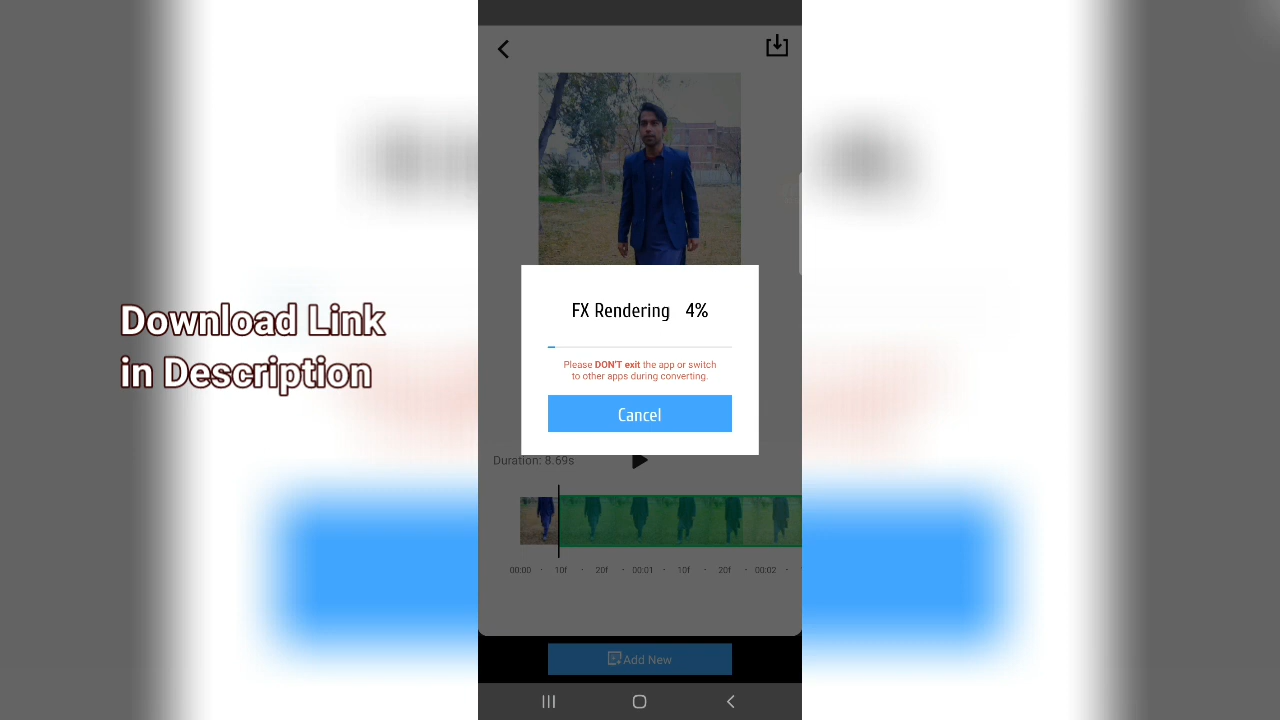 FX Rendering 4%
Download Link
in Description
Please DON'T exit the app or switch
to other apps during converting.
Cancel
Duration: 8.69s
00:00 · 10f · 20f · 00:01 · 10f · 20f · 00:02 ·
Add New